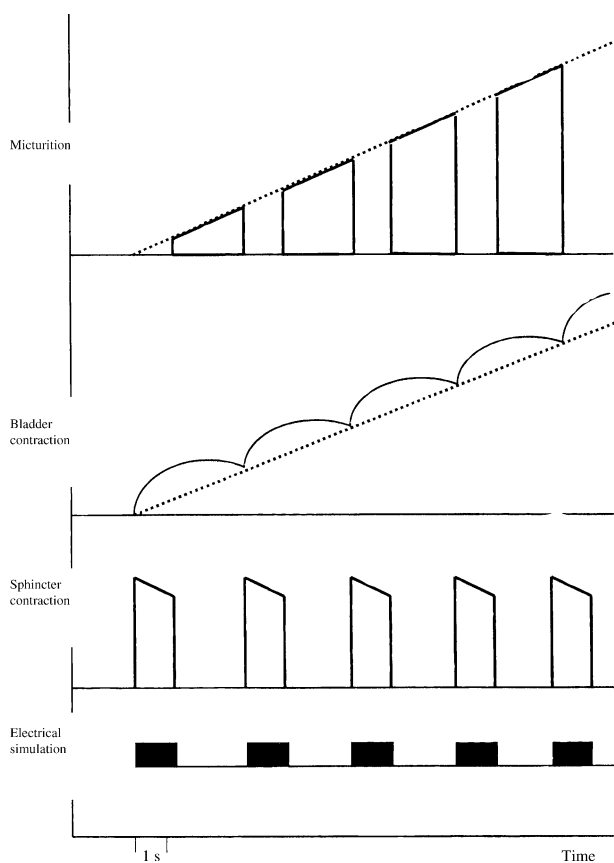 Micturition
Bladder
contraction
Sphincter
contraction
Electrical
simulation
1 s
Time